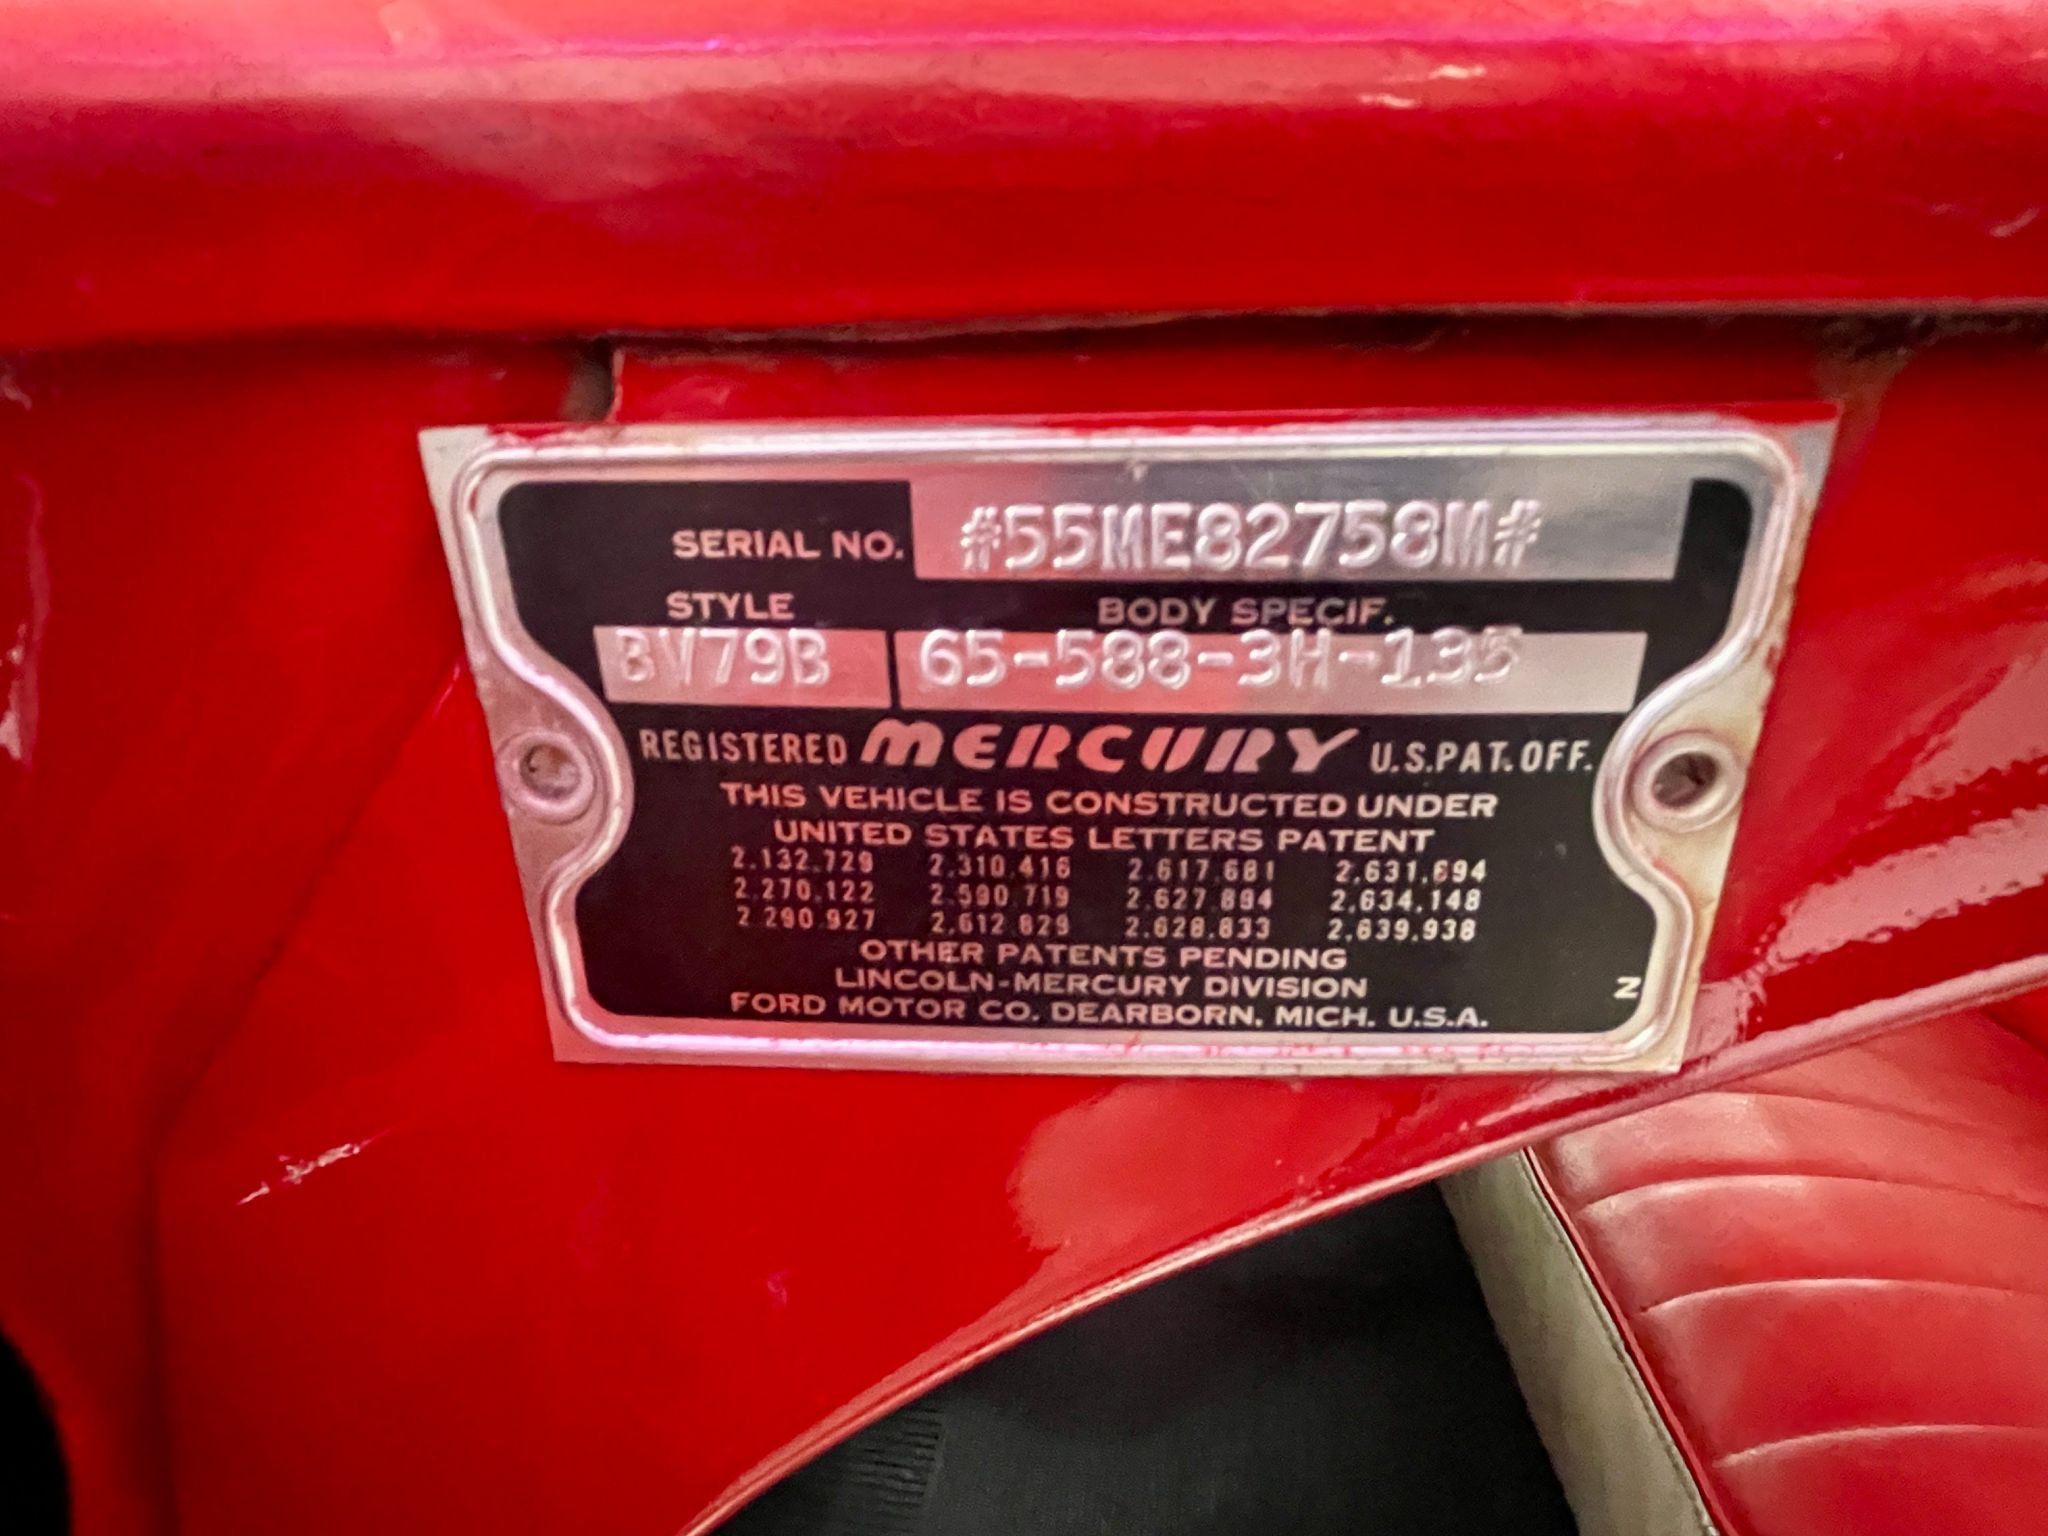 SERIAL NO. #55ME82758M#
STYLE BODY SPECIF.
BV79B 65-588-3H-135
REGISTERED MERCURY U.S.PAT.OFF.
THIS VEHICLE IS CONSTRUCTED UNDER
UNITED STATES LETTERS PATENT
2.132.729 2.310.416 2.617.681 2.631.694
2.270.122 2.590.719 2.627.894 2.634.148
2.290.927 2.612.829 2.628.833 2.639.938
OTHER PATENTS PENDING
LINCOLN-MERCURY DIVISION
Z
FORD MOTOR CO. DEARBORN. MICH. U.S.A.